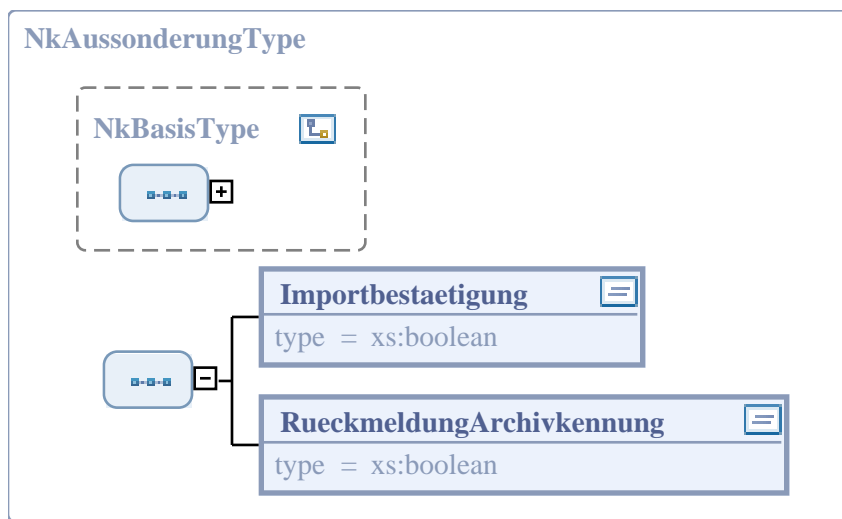 NkAussonderungType
NkBasisType
Importbestaetigung
type = xs:boolean
RueckmeldungArchivkennung
type = xs:boolean